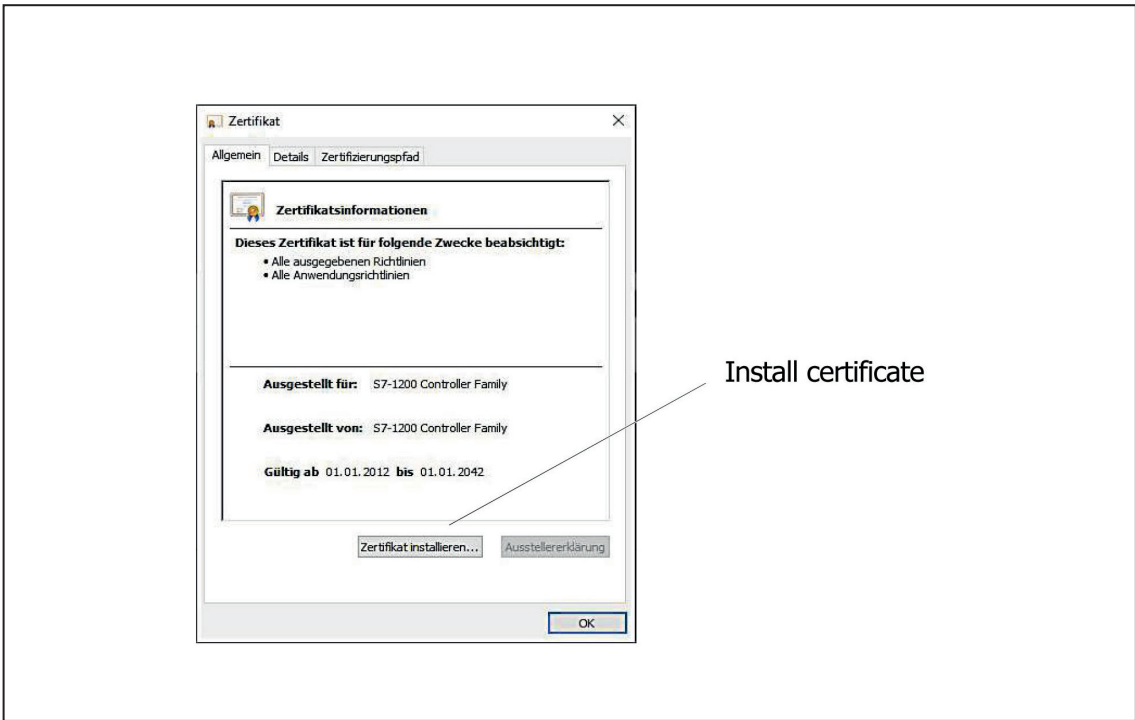 Zertifikat
Allgemein Details Zertifizierungspfad
Zertifikatsinformationen
Dieses Zertifikat ist für folgende Zwecke beabsichtigt:
• Alle ausgegebenen Richtlinien
• Alle Anwendungsrichtlinien
Install certificate
Ausgestellt für: S7-1200 Controller Family
Ausgestellt von: S7-1200 Controller Family
Gültig ab 01.01.2012 bis 01.01.2042
Zertifikat installieren... Ausstellererklärung
OK